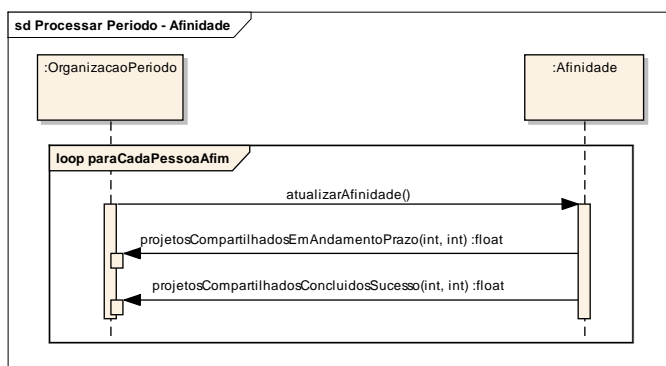 sd Processar Periodo - Afinidade
:OrganizacaoPeriodo
:Afinidade
loop paraCadaPessoaAfim
atualizarAfinidade()
projetosCompartilhadosEmAndamentoPrazo(int, int) :float
projetosCompartilhadosConcluidosSucesso(int, int) :float